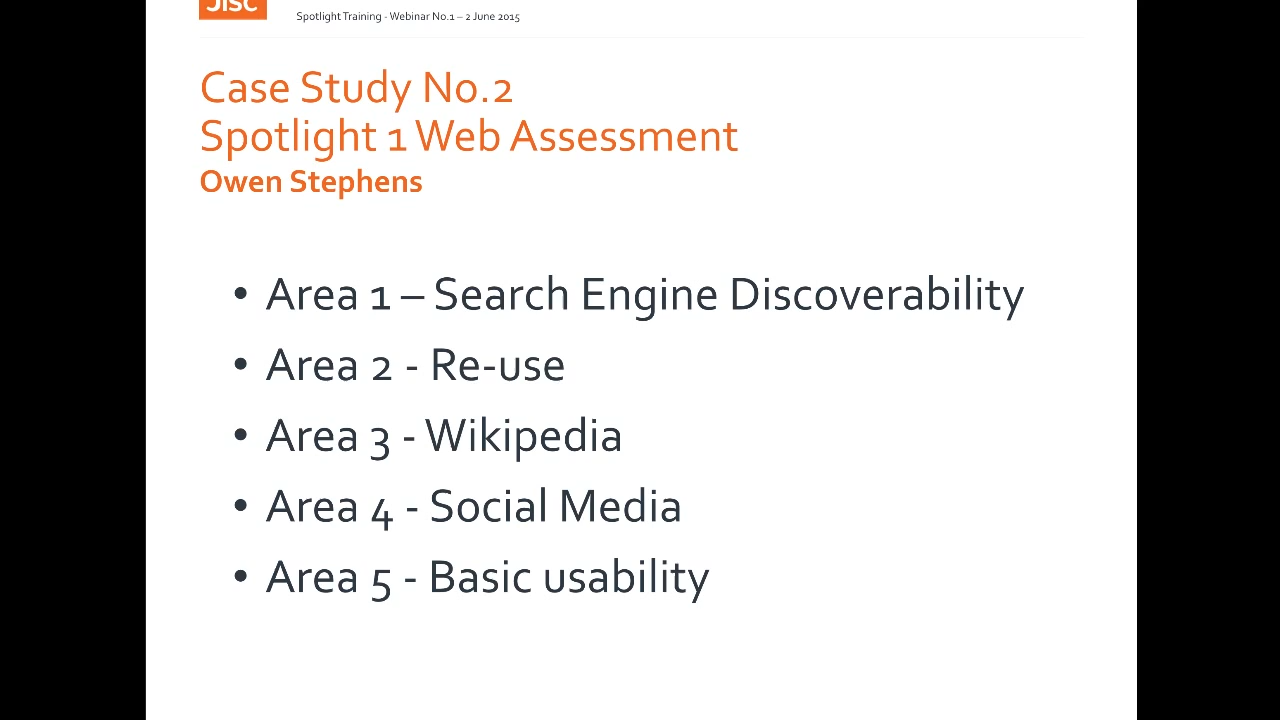 Jisc
Spotlight Training - Webinar No.1 – 2 June 2015
Case Study No.2
Spotlight 1 Web Assessment
Owen Stephens
• Area 1 – Search Engine Discoverability
• Area 2 - Re-use
• Area 3 - Wikipedia
• Area 4 - Social Media
• Area 5 - Basic usability